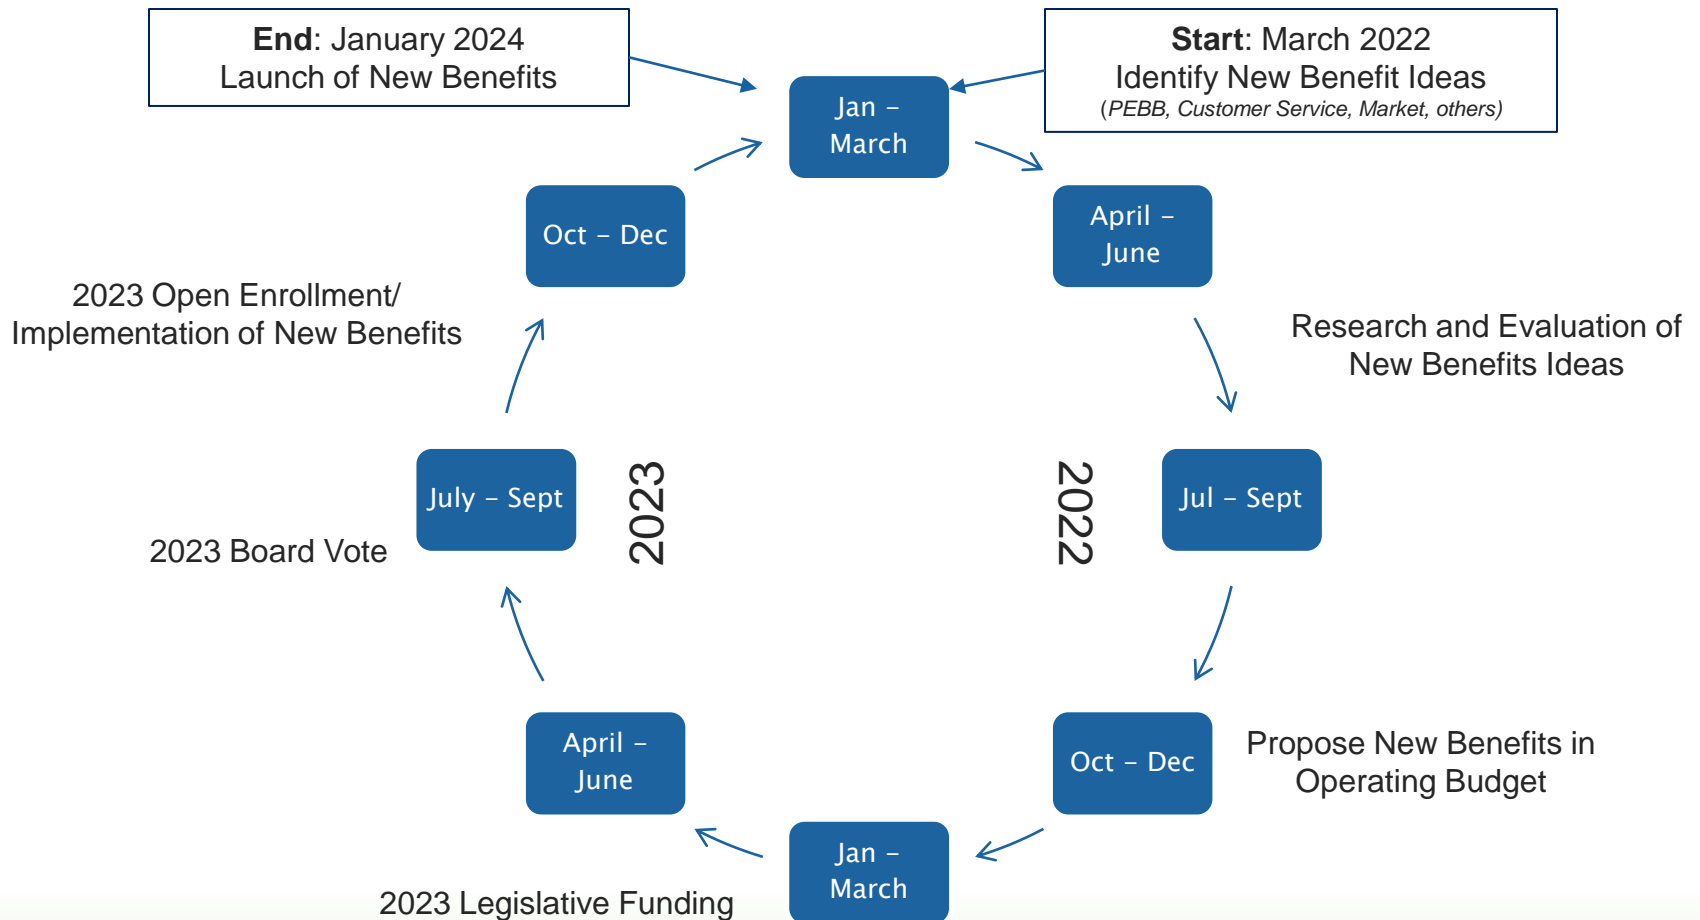 End: January 2024
Launch of New Benefits
Start: March 2022
Identify New Benefit Ideas
(PEBB, Customer Service, Market, others)
Jan –
March
April –
June
Oct – Dec
2023 Open Enrollment/
Implementation of New Benefits
Research and Evaluation of
New Benefits Ideas
July – Sept
2023
2022
Jul – Sept
2023 Board Vote
April –
June
Oct – Dec
Propose New Benefits in
Operating Budget
Jan –
March
2023 Legislative Funding